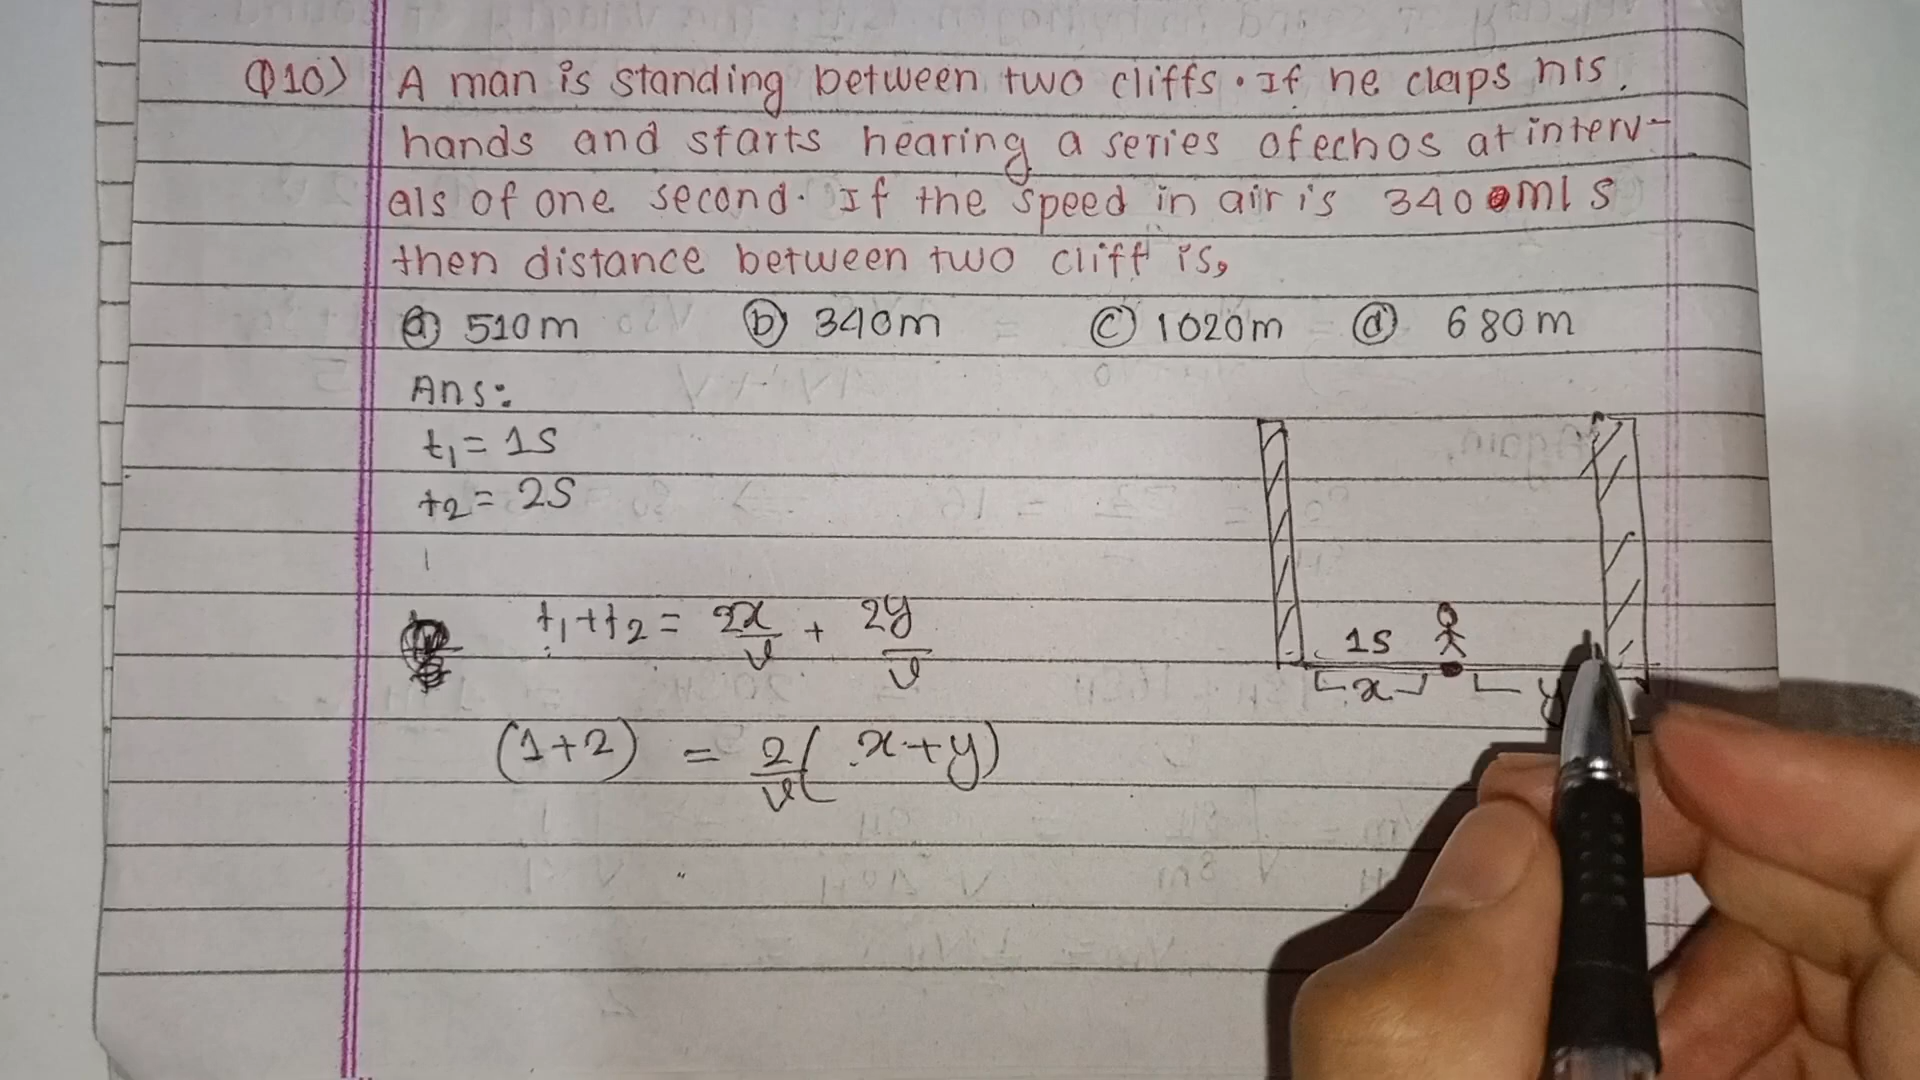 Q10) A man is standing between two cliffs. If he claps his
hands and starts hearing a series of echos at interv-
als of one second. If the speed in air is 340 m/s
then distance between two cliff is,
(a) 510m (b) 340m (c) 1020m (d) 680m
Ans:
t₁ = 1S
t₂ = 2S
t₁+t₂ = 2x/v + 2y/v
1S
x y
(1+2) = 2/v (x+y)